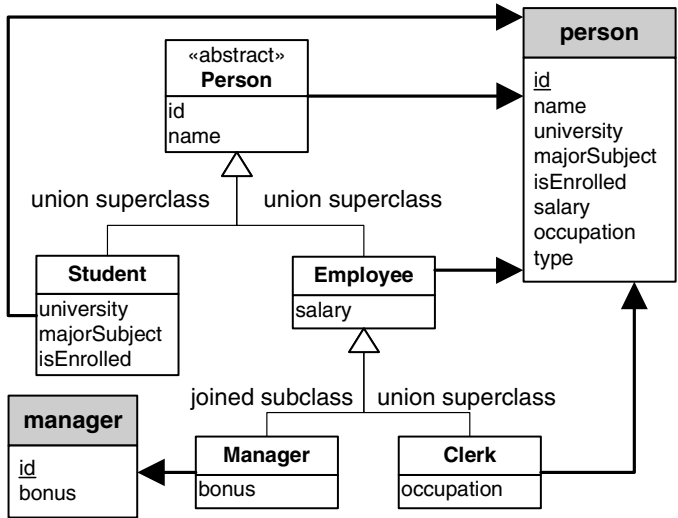 «abstract»
Person
id
name
person
id
name
university
majorSubject
isEnrolled
salary
occupation
type
union superclass
union superclass
Student
university
majorSubject
isEnrolled
Employee
salary
joined subclass
union superclass
manager
id
bonus
Manager
bonus
Clerk
occupation